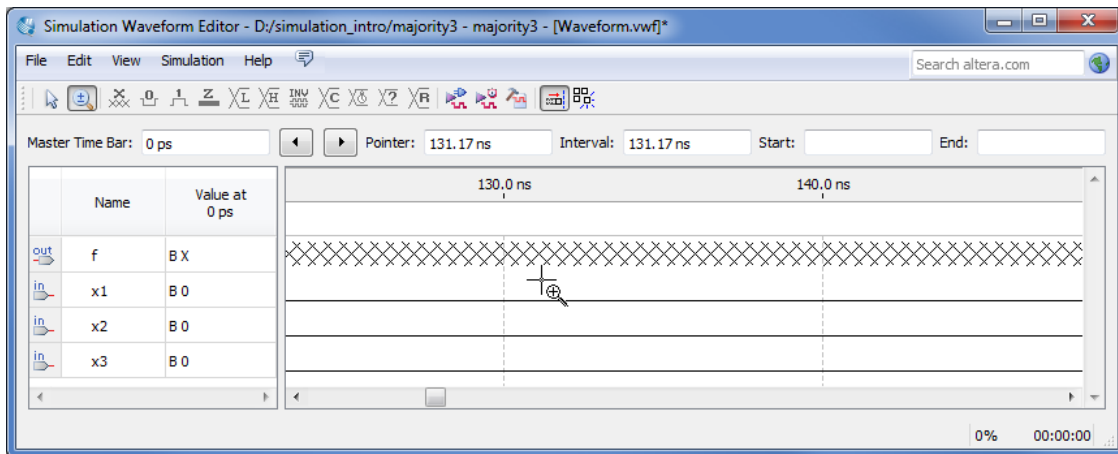 Simulation Waveform Editor - D:/simulation_intro/majority3 - majority3 - [Waveform.vwf]*
File Edit View Simulation Help Search altera.com
Master Time Bar: 0 ps Pointer: 131.17 ns Interval: 131.17 ns Start: End:
Name Value at 0 ps 130.0 ns 140.0 ns
out f B X
in x1 B 0
in x2 B 0
in x3 B 0
0% 00:00:00